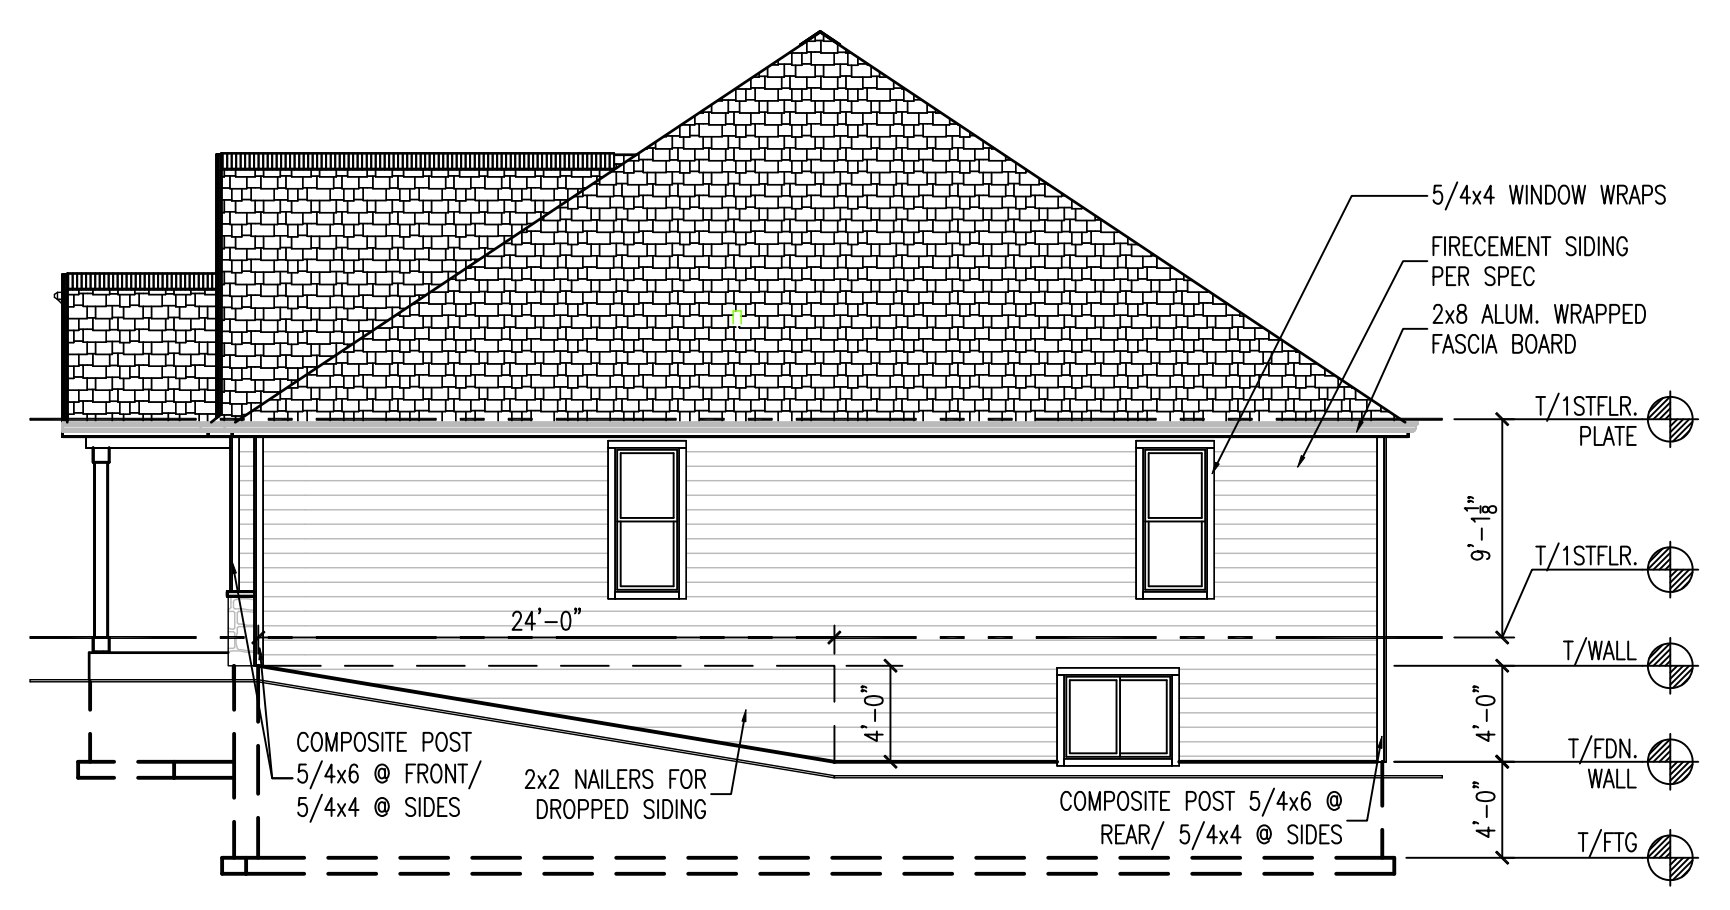 5/4x4 WINDOW WRAPS
FIRECEMENT SIDING
PER SPEC
2x8 ALUM. WRAPPED
FASCIA BOARD
T/1STFLR.
PLATE
9'-1 1/8"
T/1STFLR.
24'-0"
T/WALL
4'-0"
4'-0"
T/FDN.
WALL
COMPOSITE POST
5/4x6 @ FRONT/
5/4x4 @ SIDES
2x2 NAILERS FOR
DROPPED SIDING
COMPOSITE POST 5/4x6 @
REAR/ 5/4x4 @ SIDES
4'-0"
T/FTG